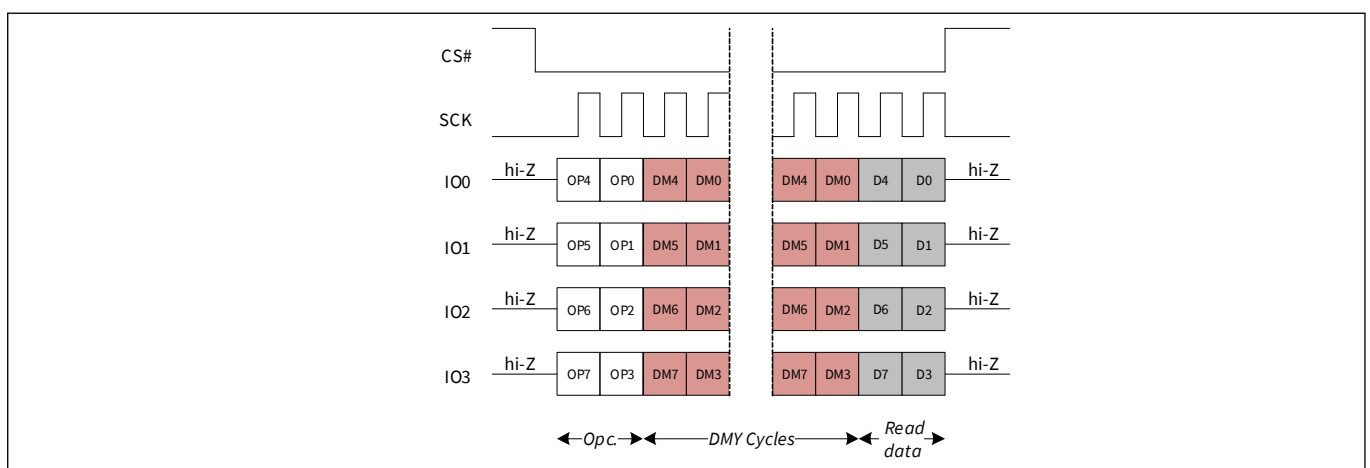 CS#
SCK
IO0 hi-Z OP4 OP0 DM4 DM0 DM4 DM0 D4 D0 hi-Z
IO1 hi-Z OP5 OP1 DM5 DM1 DM5 DM1 D5 D1 hi-Z
IO2 hi-Z OP6 OP2 DM6 DM2 DM6 DM2 D6 D2 hi-Z
IO3 hi-Z OP7 OP3 DM7 DM3 DM7 DM3 D7 D3 hi-Z
Opc. DMY Cycles Read
data